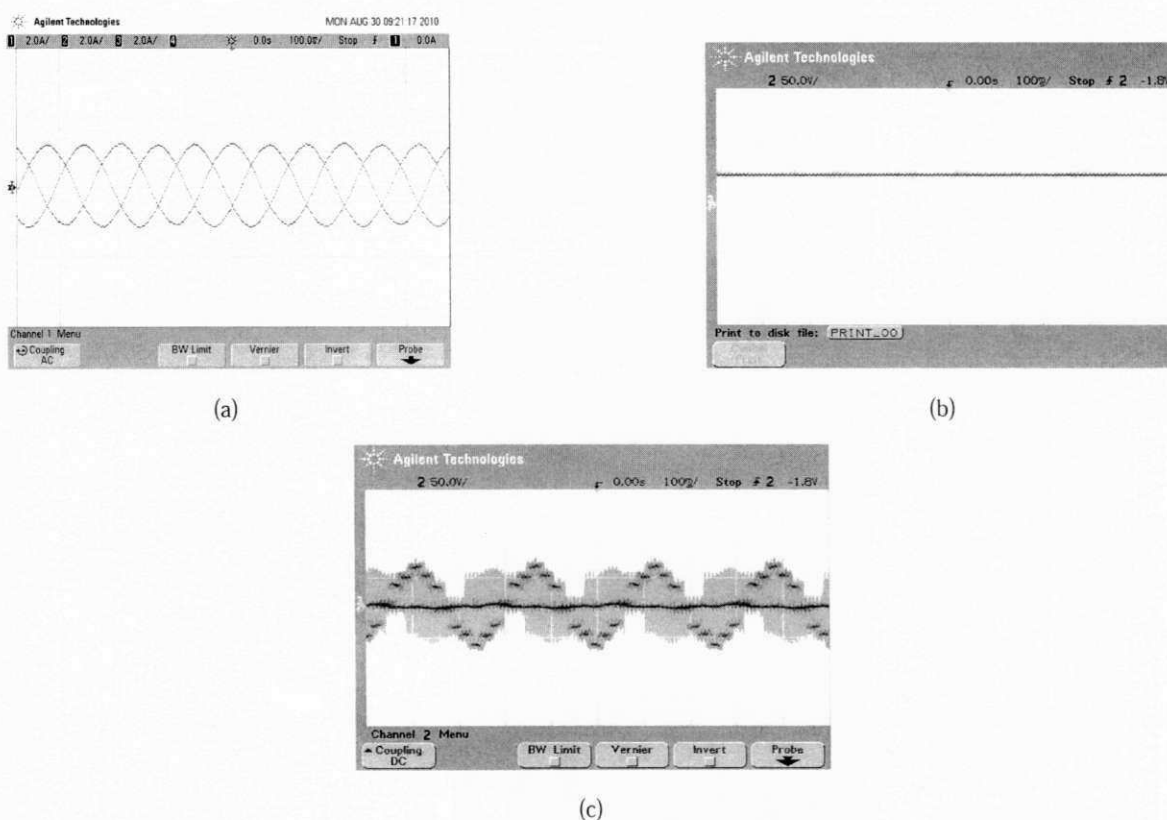 Agilent Technologies
MON AUG 30 09:21:17 2010
1 2.0A/ 2 2.0A/ 3 2.0A/ 4 0.0s 100.0 Stop 1 0.0A
Channel 1 Menu
Coupling
AC
BW Limit
Vernier
Invert
Probe
(a)
Agilent Technologies
2 50.0V/ 0.00s Stop 2 -1.8V
Print to disk file: PRINT_00
(b)
Agilent Technologies
2 50.0V/ 0.00s Stop 2 -1.8V
Channel 2 Menu
Coupling
DC
BW Limit
Vernier
Invert
Probe
(c)